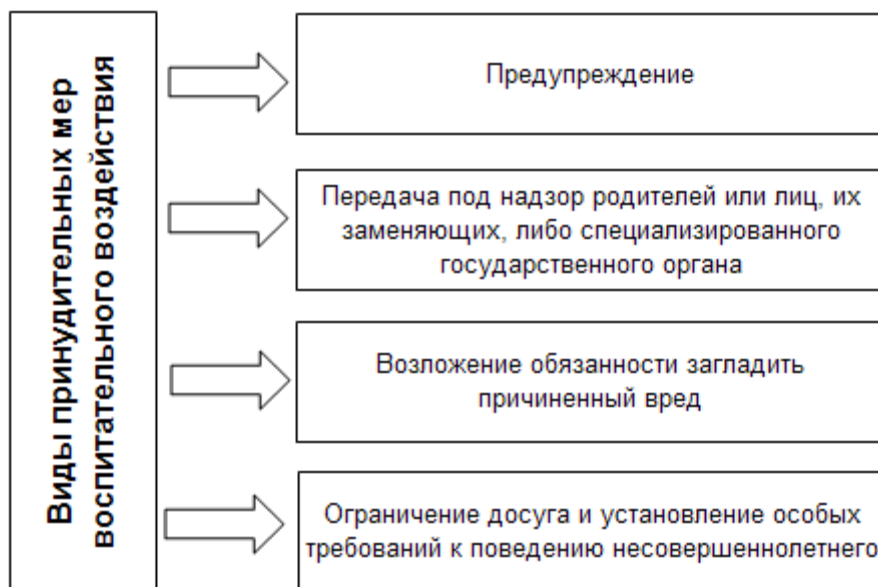 Виды принудительных мер
воспитательного воздействия
Предупреждение
Передача под надзор родителей или лиц, их
заменяющих, либо специализированного
государственного органа
Возложение обязанности загладить
причиненный вред
Ограничение досуга и установление особых
требований к поведению несовершеннолетнего